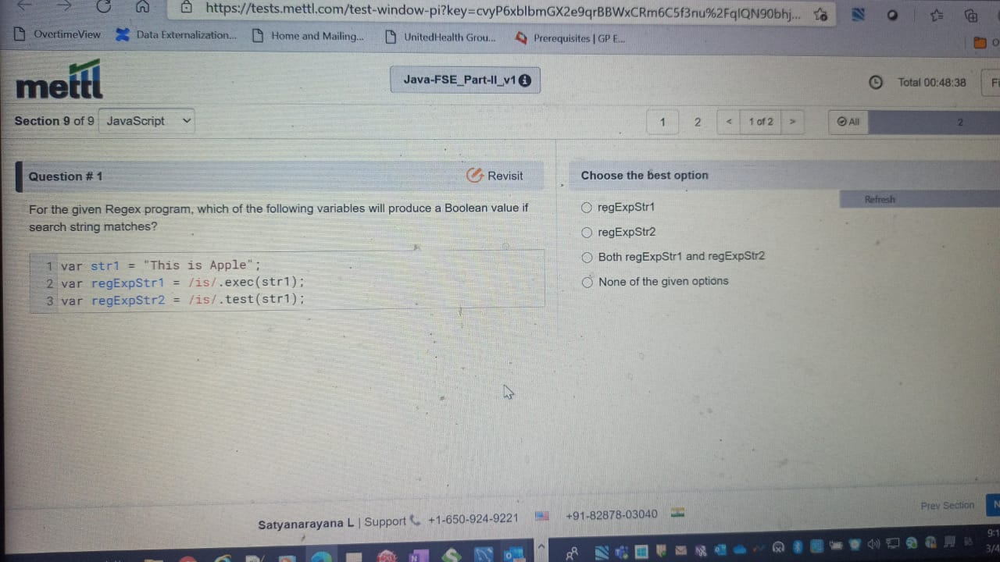 https://tests.mettl.com/test-window-pi?key=cvyP6xblbmGX2e9qrBBWxCRm6C5f3nu%2FqIQN90bhj...
OvertimeView Data Externalization... Home and Mailing... UnitedHealth Grou... Prerequisites | GP E...
mettl Java-FSE_Part-II_v1 Total 00:48:38
Section 9 of 9 JavaScript 1 2 < 1 of 2 > All 2
Question # 1 Revisit
For the given Regex program, which of the following variables will produce a Boolean value if
search string matches?
1 var str1 = "This is Apple";
2 var regExpStr1 = /is/.exec(str1);
3 var regExpStr2 = /is/.test(str1);
Choose the best option
Refresh
regExpStr1
regExpStr2
Both regExpStr1 and regExpStr2
None of the given options
Prev Section
Satyanarayana L | Support +1-650-924-9221 +91-82878-03040